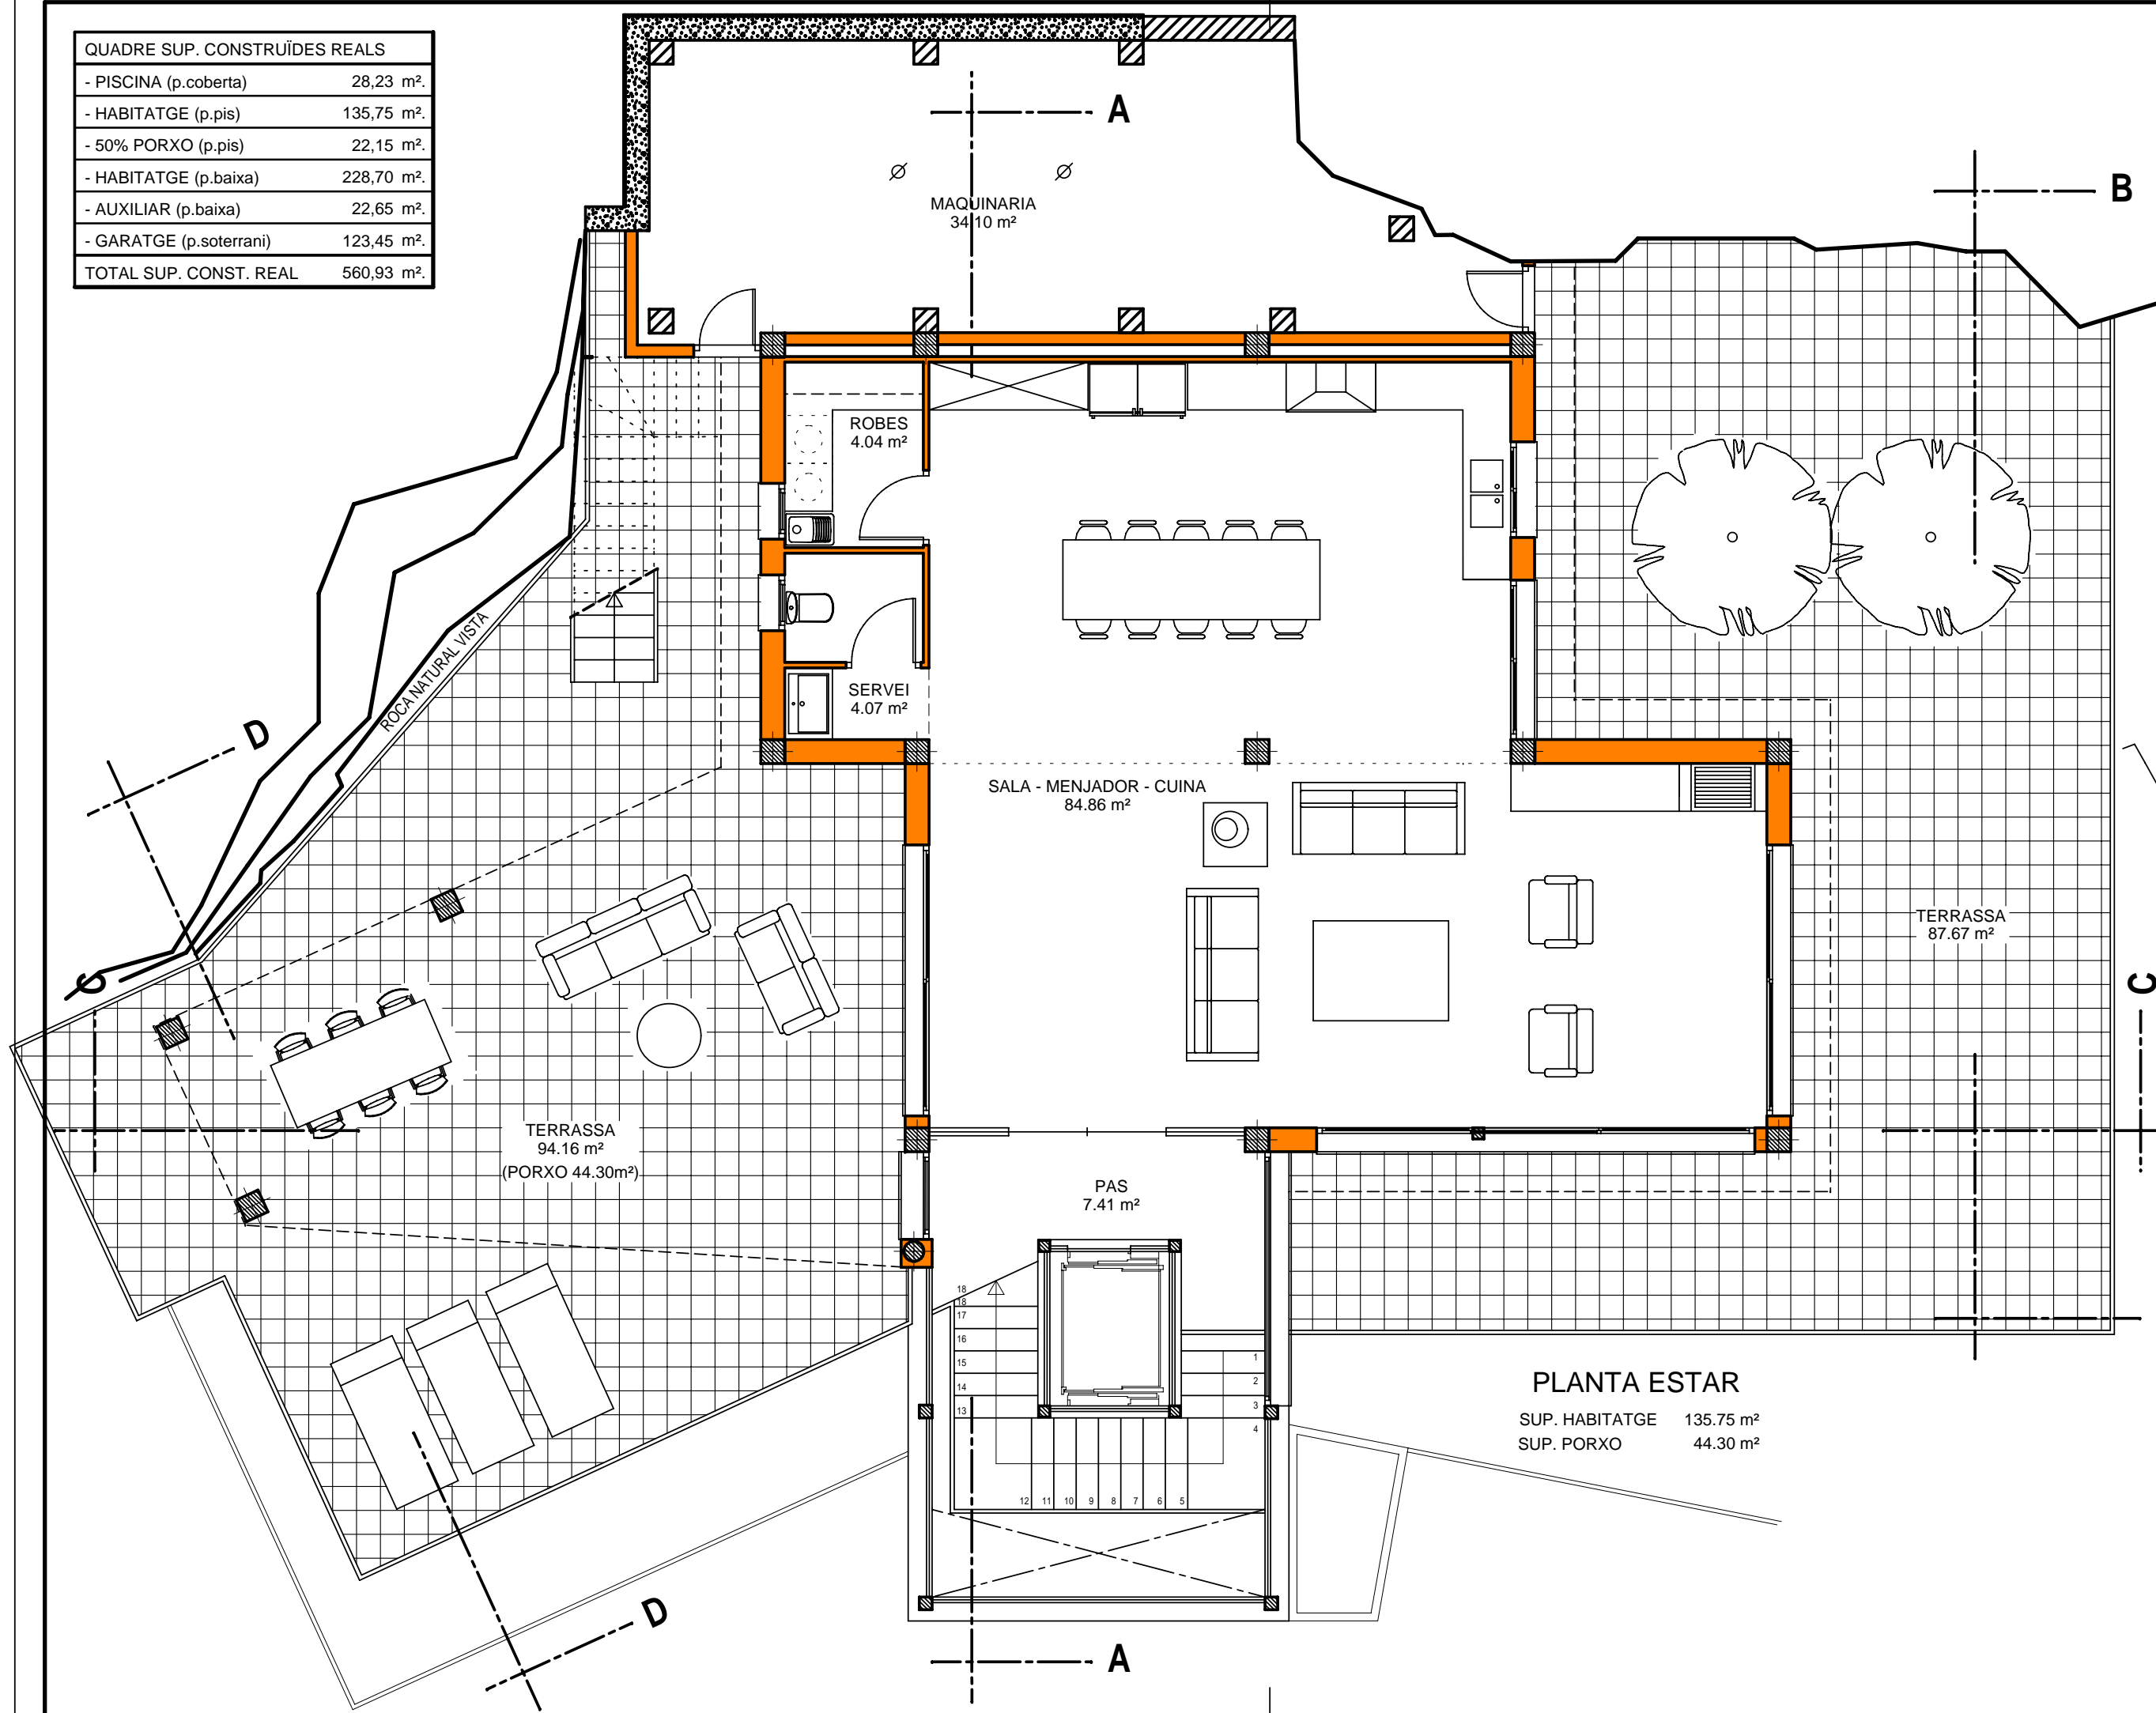 QUADRE SUP. CONSTRUÏDES REALS
- PISCINA (p.coberta) 28,23 m².
- HABITATGE (p.pis) 135,75 m².
- 50% PORXO (p.pis) 22,15 m².
- HABITATGE (p.baixa) 228,70 m².
- AUXILIAR (p.baixa) 22,65 m².
- GARATGE (p.soterrani) 123,45 m².
TOTAL SUP. CONST. REAL 560,93 m².
A
B
MAQUINARIA
34.10 m²
ROBES
4.04 m²
ROCA NATURAL VISTA
SERVEI
4.07 m²
D
SALA - MENJADOR - CUINA
84.86 m²
TERRASSA
87.67 m²
C
C
TERRASSA
94.16 m²
(PORXO 44.30m²)
PAS
7.41 m²
18
18
17
16
15
14
13
1
2
3
4
12 11 10 9 8 7 6 5
PLANTA ESTAR
SUP. HABITATGE 135.75 m²
SUP. PORXO 44.30 m²
D
A